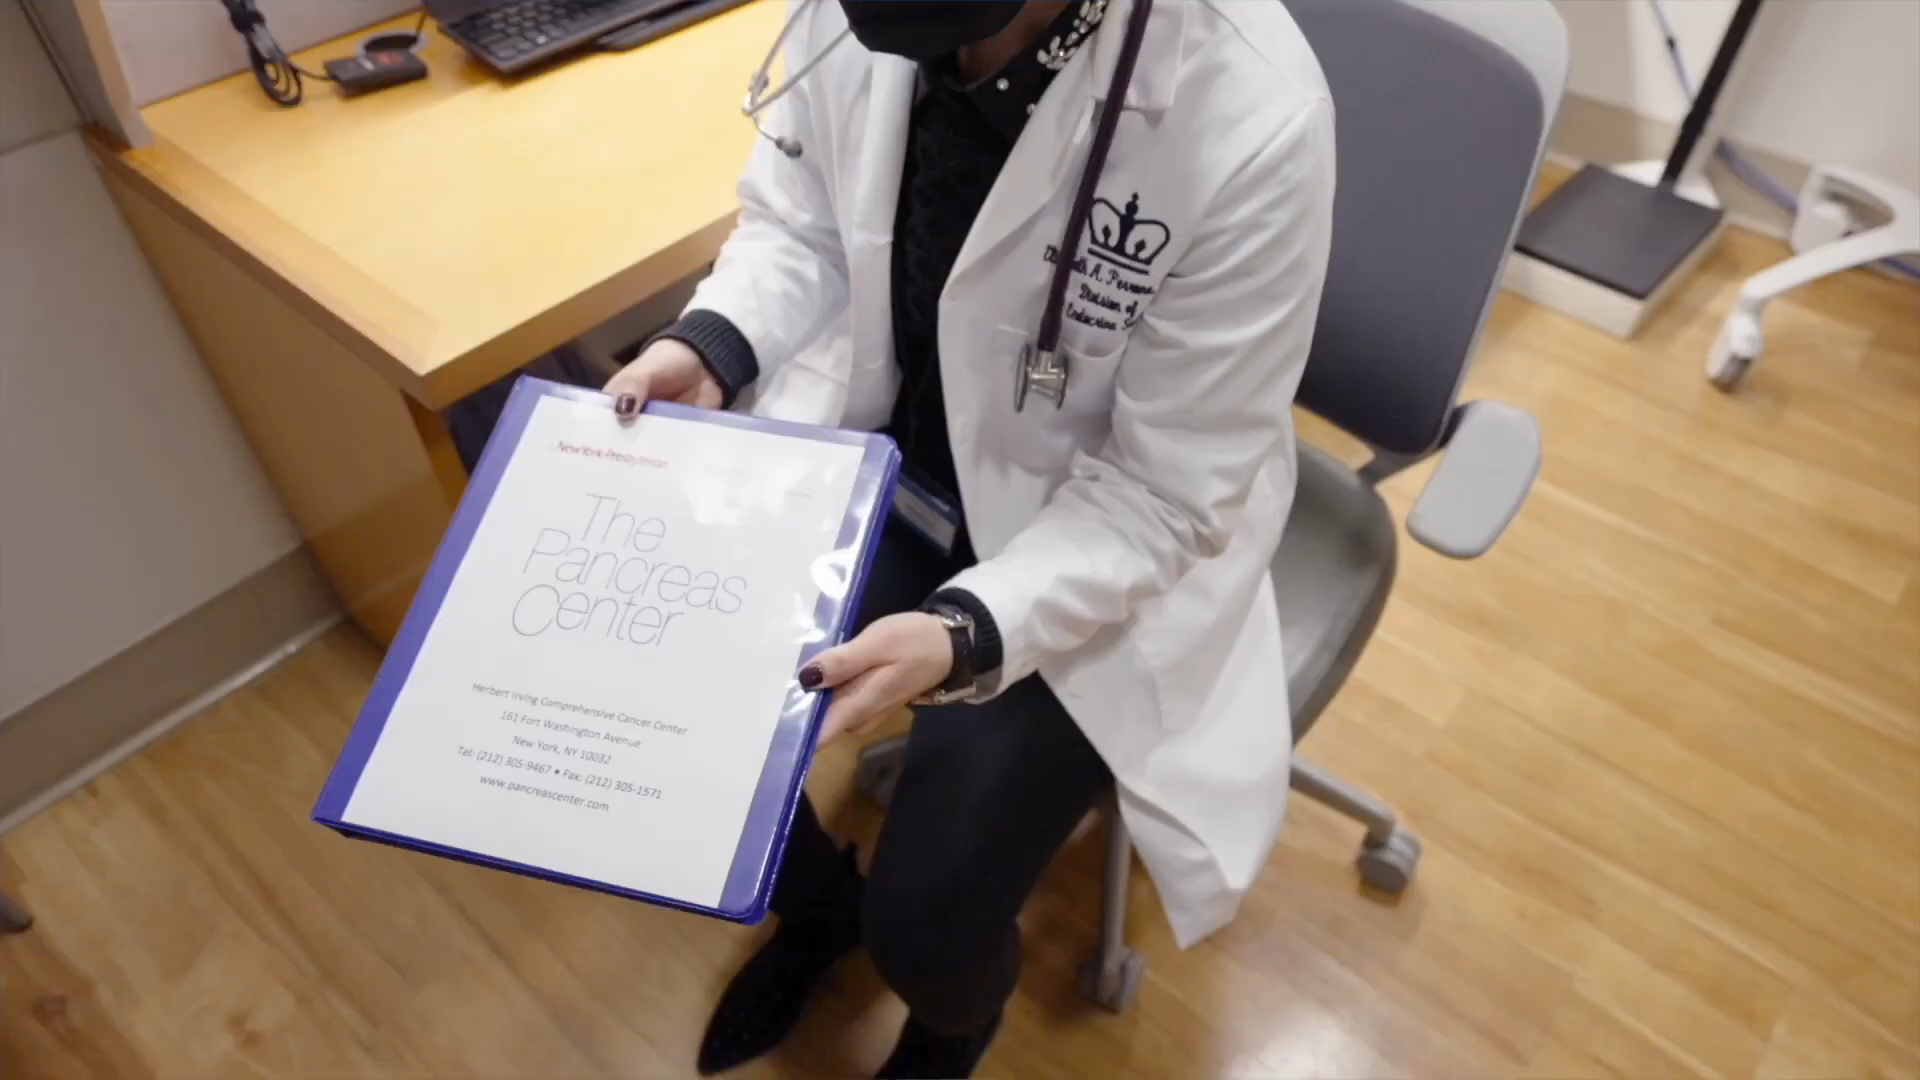 NewYork-Presbyterian
The
Pancreas
Center
Herbert Irving Comprehensive Cancer Center
161 Fort Washington Avenue
New York, NY 10032
Tel: (212) 305-9467 • Fax: (212) 305-1571
www.pancreascenter.com
A.
Division of
Endocrine